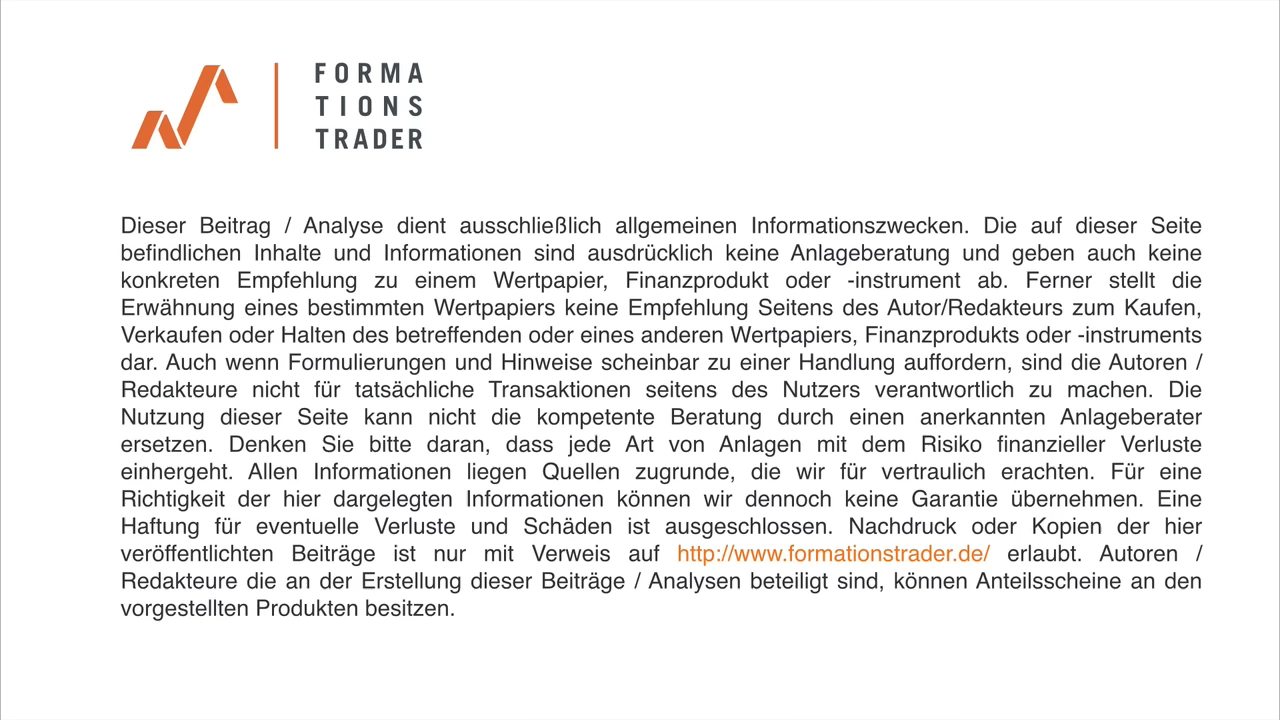 FORMA
TIONS
TRADER
Dieser Beitrag / Analyse dient ausschließlich allgemeinen Informationszwecken. Die auf dieser Seite
befindlichen Inhalte und Informationen sind ausdrücklich keine Anlageberatung und geben auch keine
konkreten Empfehlung zu einem Wertpapier, Finanzprodukt oder -instrument ab. Ferner stellt die
Erwähnung eines bestimmten Wertpapiers keine Empfehlung Seitens des Autor/Redakteurs zum Kaufen,
Verkaufen oder Halten des betreffenden oder eines anderen Wertpapiers, Finanzprodukts oder -instruments
dar. Auch wenn Formulierungen und Hinweise scheinbar zu einer Handlung auffordern, sind die Autoren /
Redakteure nicht für tatsächliche Transaktionen seitens des Nutzers verantwortlich zu machen. Die
Nutzung dieser Seite kann nicht die kompetente Beratung durch einen anerkannten Anlageberater
ersetzen. Denken Sie bitte daran, dass jede Art von Anlagen mit dem Risiko finanzieller Verluste
einhergeht. Allen Informationen liegen Quellen zugrunde, die wir für vertraulich erachten. Für eine
Richtigkeit der hier dargelegten Informationen können wir dennoch keine Garantie übernehmen. Eine
Haftung für eventuelle Verluste und Schäden ist ausgeschlossen. Nachdruck oder Kopien der hier
veröffentlichten Beiträge ist nur mit Verweis auf http://www.formationstrader.de/ erlaubt. Autoren /
Redakteure die an der Erstellung dieser Beiträge / Analysen beteiligt sind, können Anteilsscheine an den
vorgestellten Produkten besitzen.